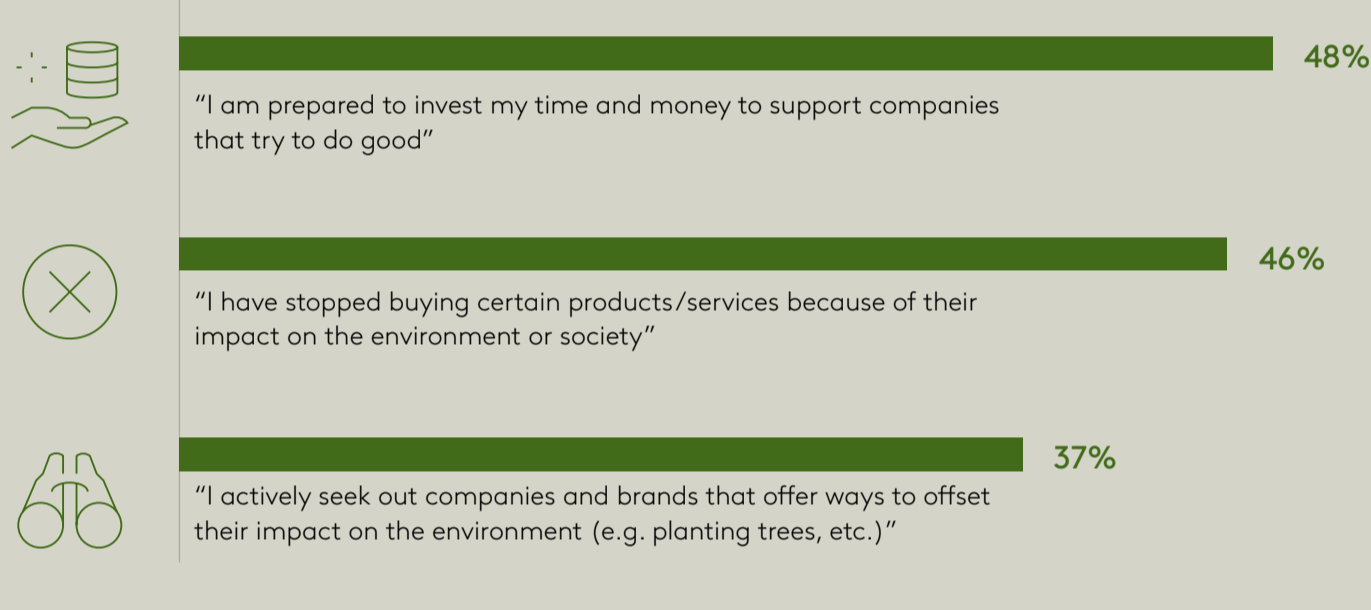 48%
“I am prepared to invest my time and money to support companies
that try to do good”
46%
“I have stopped buying certain products/services because of their
impact on the environment or society”
37%
“I actively seek out companies and brands that offer ways to offset
their impact on the environment (e.g. planting trees, etc.)”